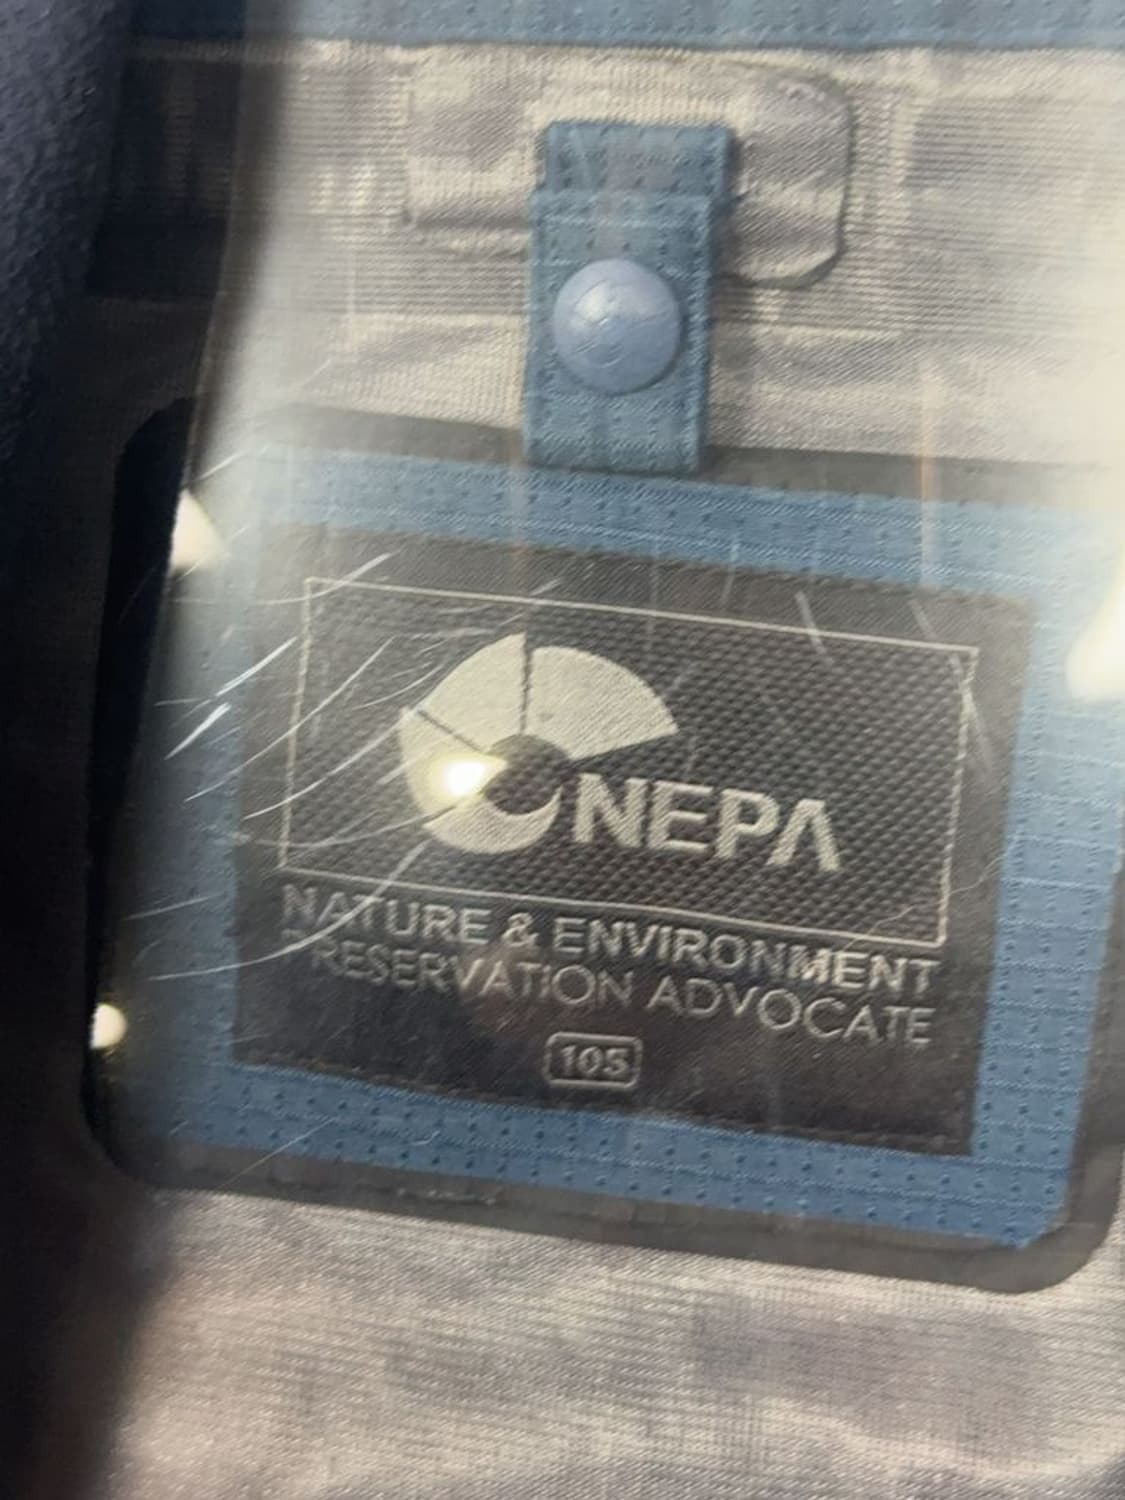 NEPA
NATURE & ENVIRONMENT
PRESERVATION ADVOCATE
105